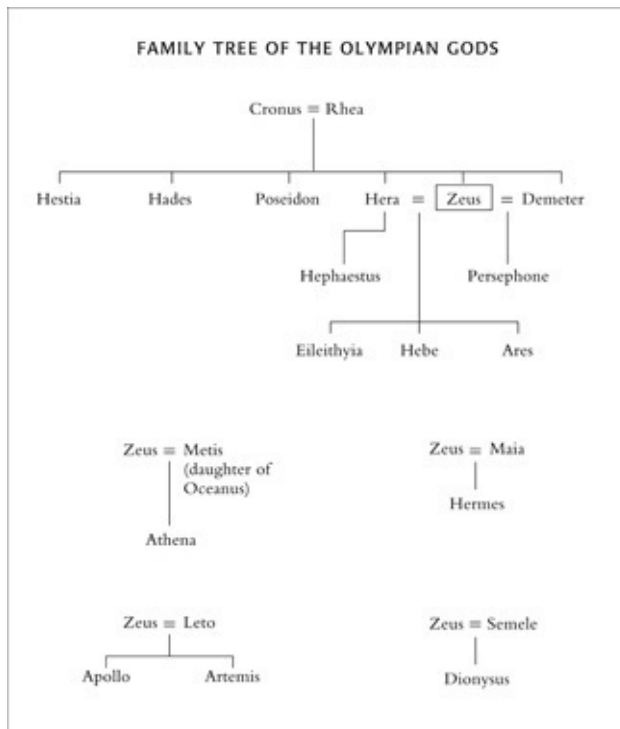 FAMILY TREE OF THE OLYMPIAN GODS
Cronus = Rhea
Hestia Hades Poseidon Hera = Zeus = Demeter
Hephaestus Persephone
Eileithyia Hebe Ares
Zeus = Metis
(daughter of
Oceanus)
Athena
Zeus = Maia
Hermes
Zeus = Leto
Apollo Artemis
Zeus = Semele
Dionysus